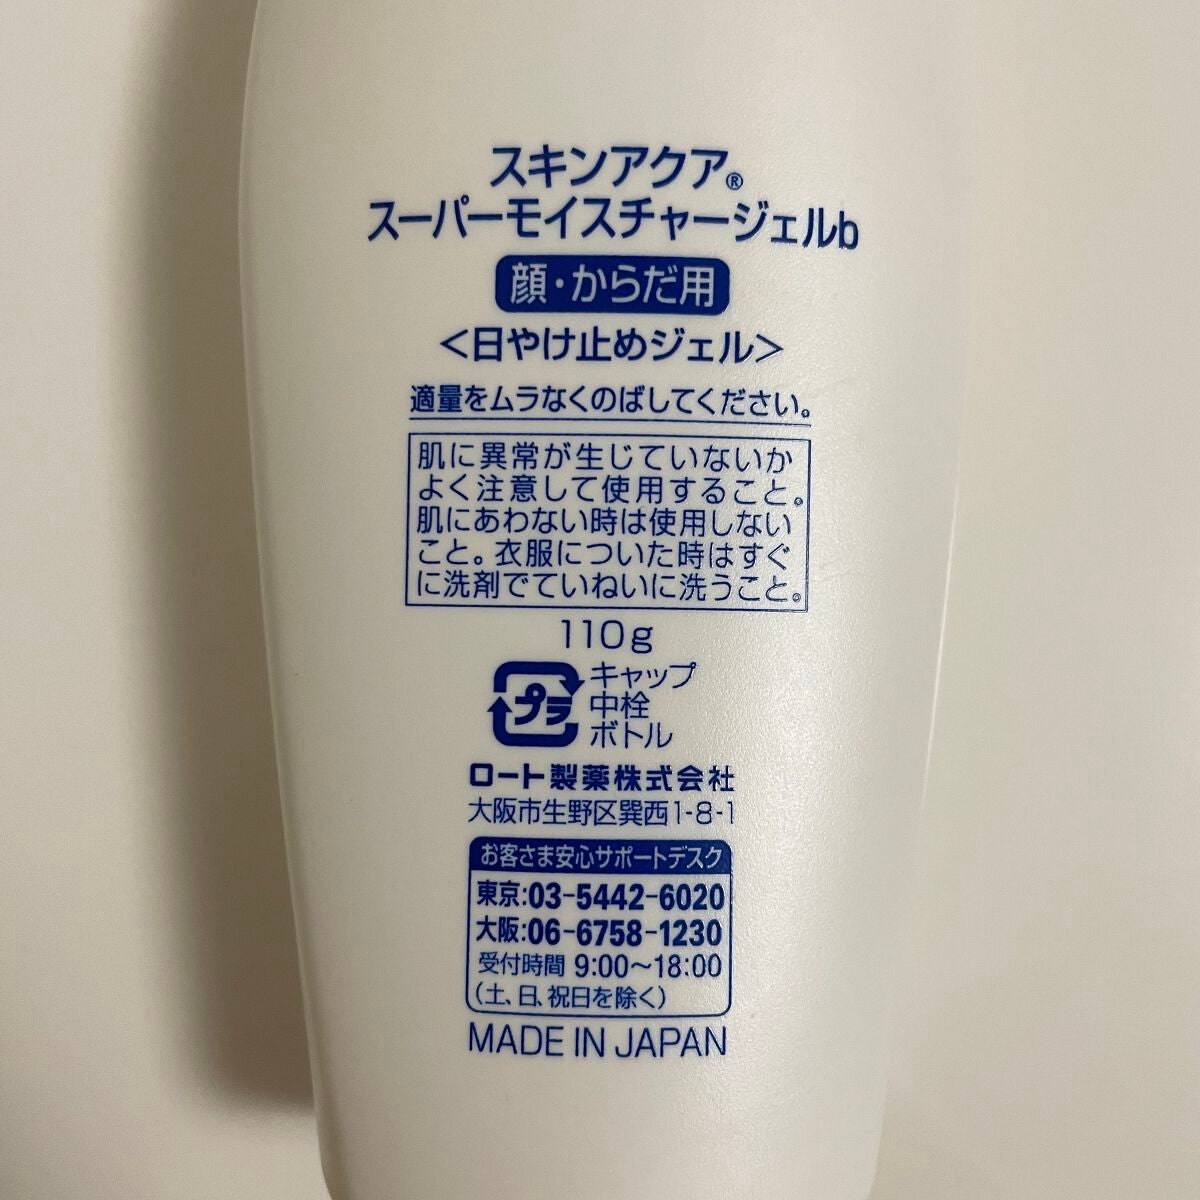 スキンアクア®
スーパーモイスチャージェルb
顔・からだ用
<日やけ止めジェル>
適量をムラなくのばしてください。
肌に異常が生じていないか
よく注意して使用すること。
肌にあわない時は使用しない
こと。衣服についた時はすぐ
に洗剤でていねいに洗うこと。
110g
プラ
キャップ
中栓
ボトル
ロート製薬株式会社
大阪市生野区巽西1-8-1
お客さま安心サポートデスク
東京:03-5442-6020
大阪:06-6758-1230
受付時間 9:00~18:00
(土、日、祝日を除く)
MADE IN JAPAN